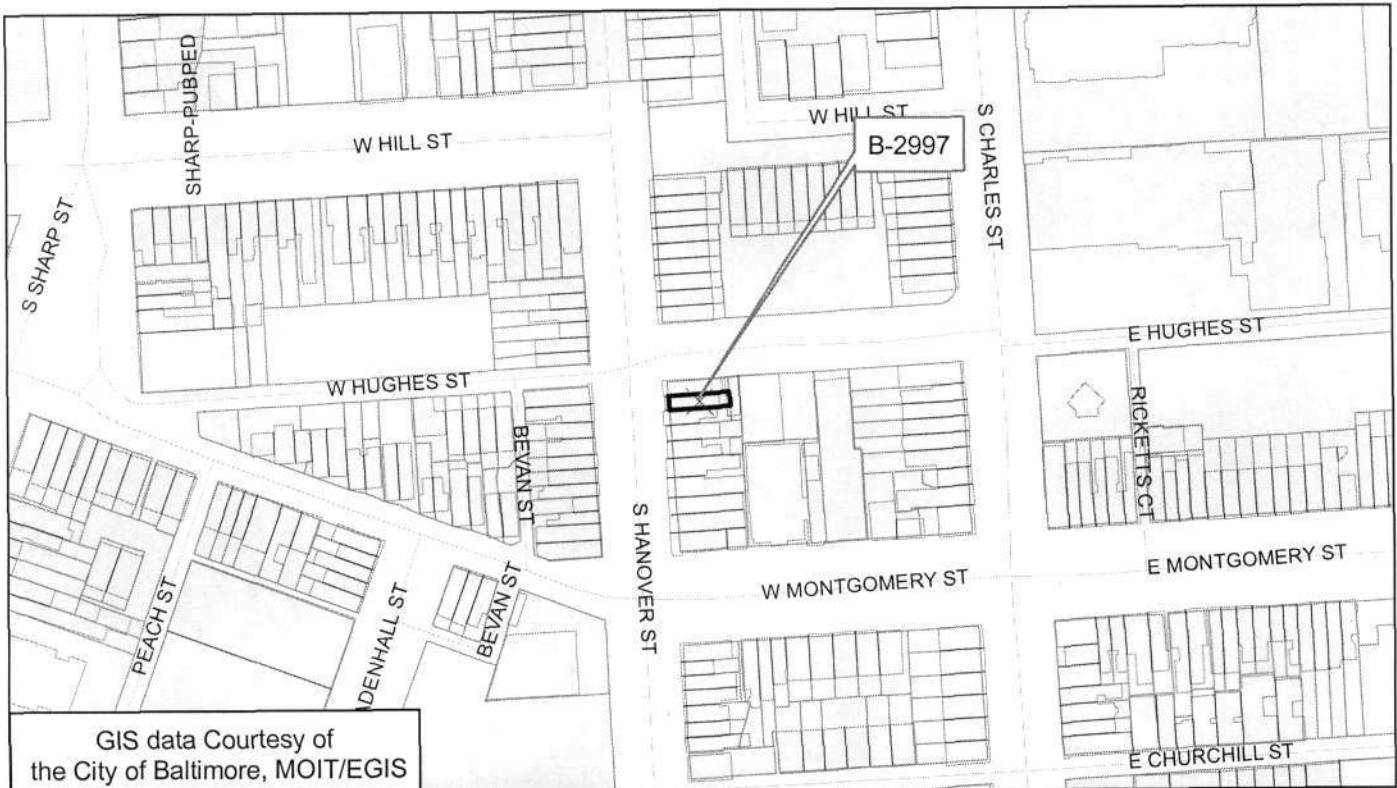 SHARP-PUBPED
W HILL ST
W HILL ST
S CHARLES ST
B-2997
S SHARP ST
E HUGHES ST
W HUGHES ST
RICKETTS CT
BEVAN ST
S HANOVER ST
E MONTGOMERY ST
W MONTGOMERY ST
PEACH ST
ADENHALL ST
BEVAN ST
E CHURCHILL ST
GIS data Courtesy of
the City of Baltimore, MOIT/EGIS